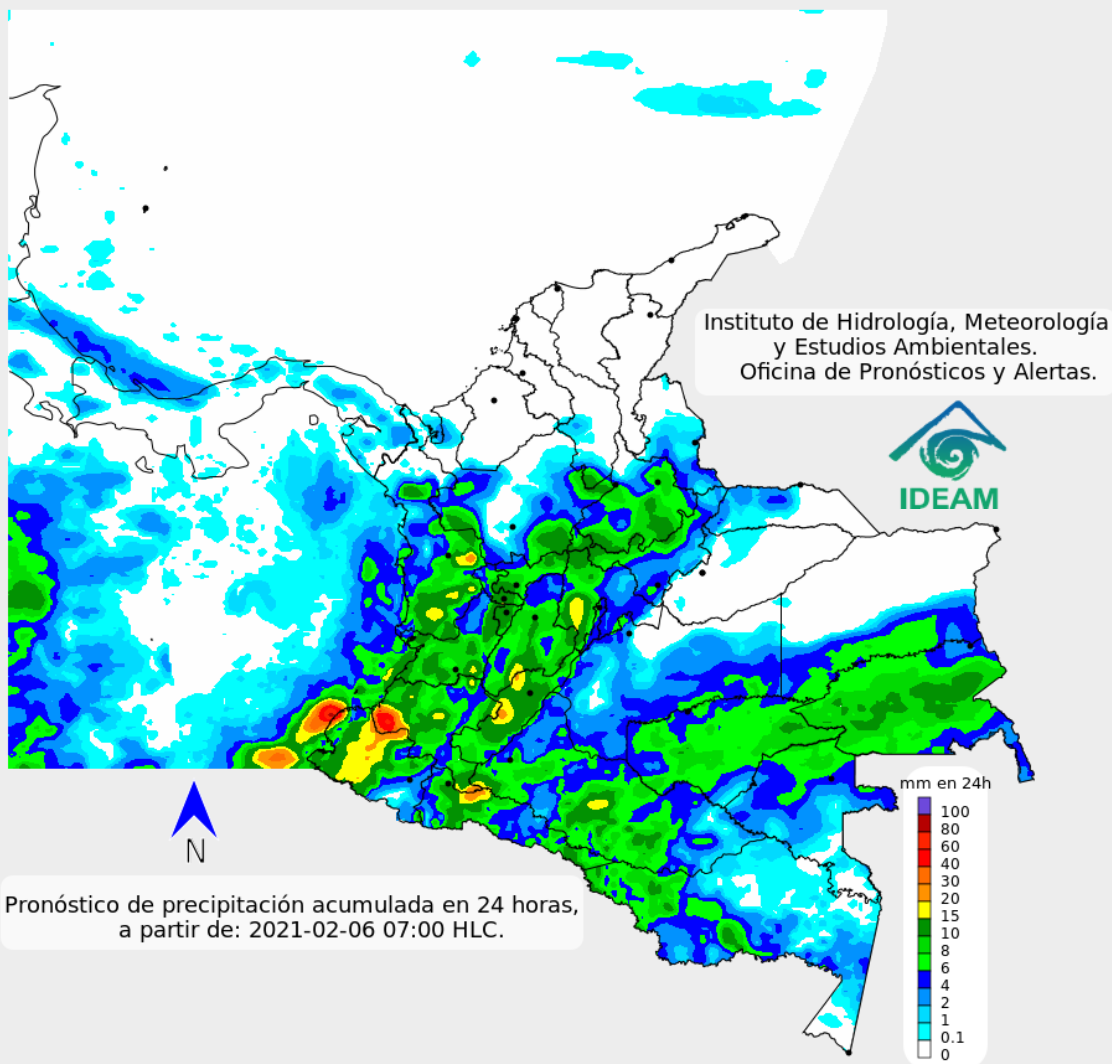 Instituto de Hidrología, Meteorología
y Estudios Ambientales.
Oficina de Pronósticos y Alertas.
IDEAM
N
mm en 24h
100
80
60
40
30
20
15
10
8
6
4
2
1
0.1
0
Pronóstico de precipitación acumulada en 24 horas,
a partir de: 2021-02-06 07:00 HLC.